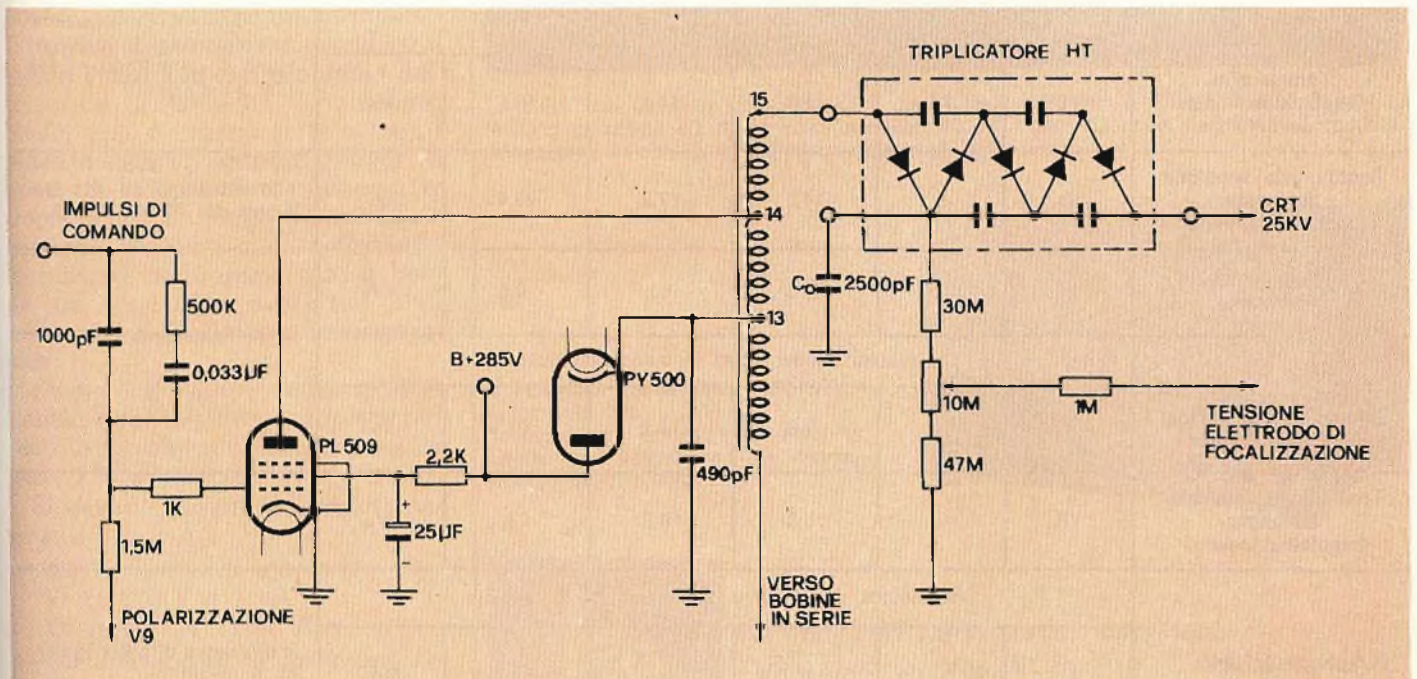 TRIPLICATORE HT
15
IMPULSI DI
COMANDO
14
CRT
25KV
500K
1000pF
Co
2500pF
30M
13
B+285V
0,033µF
PY500
10M
1M
TENSIONE
ELETTRODO DI
FOCALIZZAZIONE
PL509
2,2K
490pF
47M
1K
+
25µF
-
1,5M
VERSO
BOBINE
IN SERIE
POLARIZZAZIONE
V9